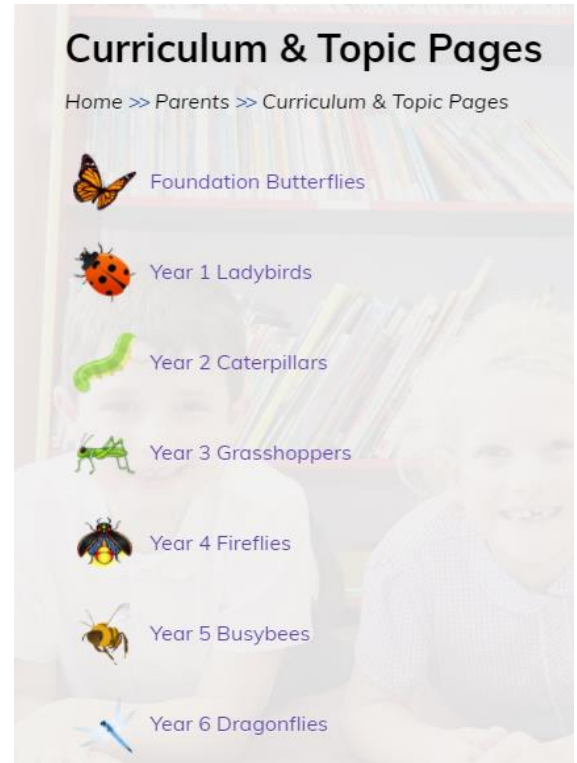 Curriculum & Topic Pages
Home >> Parents >> Curriculum & Topic Pages
Foundation Butterflies
Year 1 Ladybirds
Year 2 Caterpillars
Year 3 Grasshoppers
Year 4 Fireflies
Year 5 Busybees
Year 6 Dragonflies